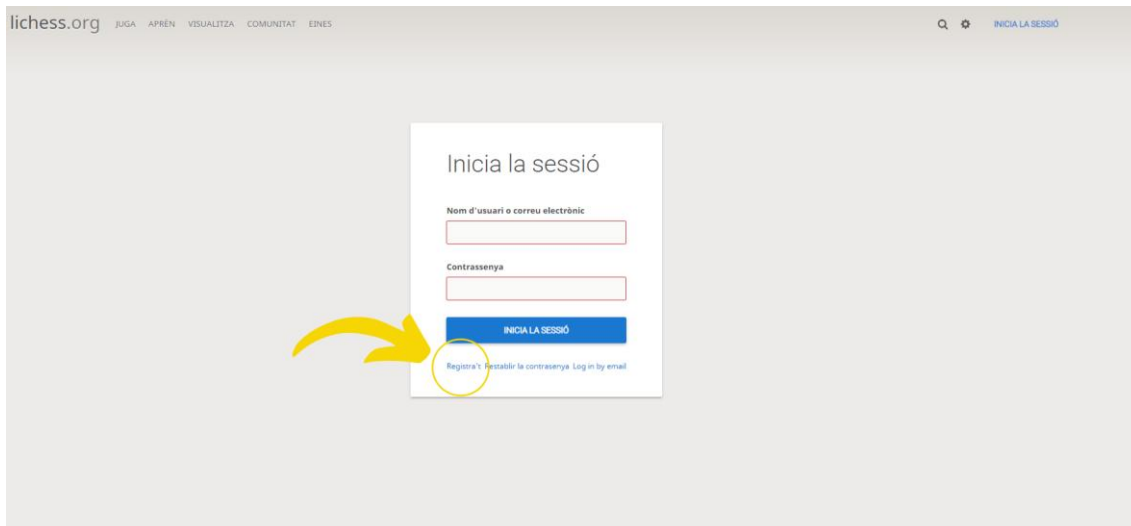 lichess.org JUGA APRÈN VISUALITZA COMUNITAT EINES INICIA LA SESSIÓ
Inicia la sessió
Nom d'usuari o correu electrònic
Contrassenya
INICIA LA SESSIÓ
Registra't Restablir la contrasenya Log in by email